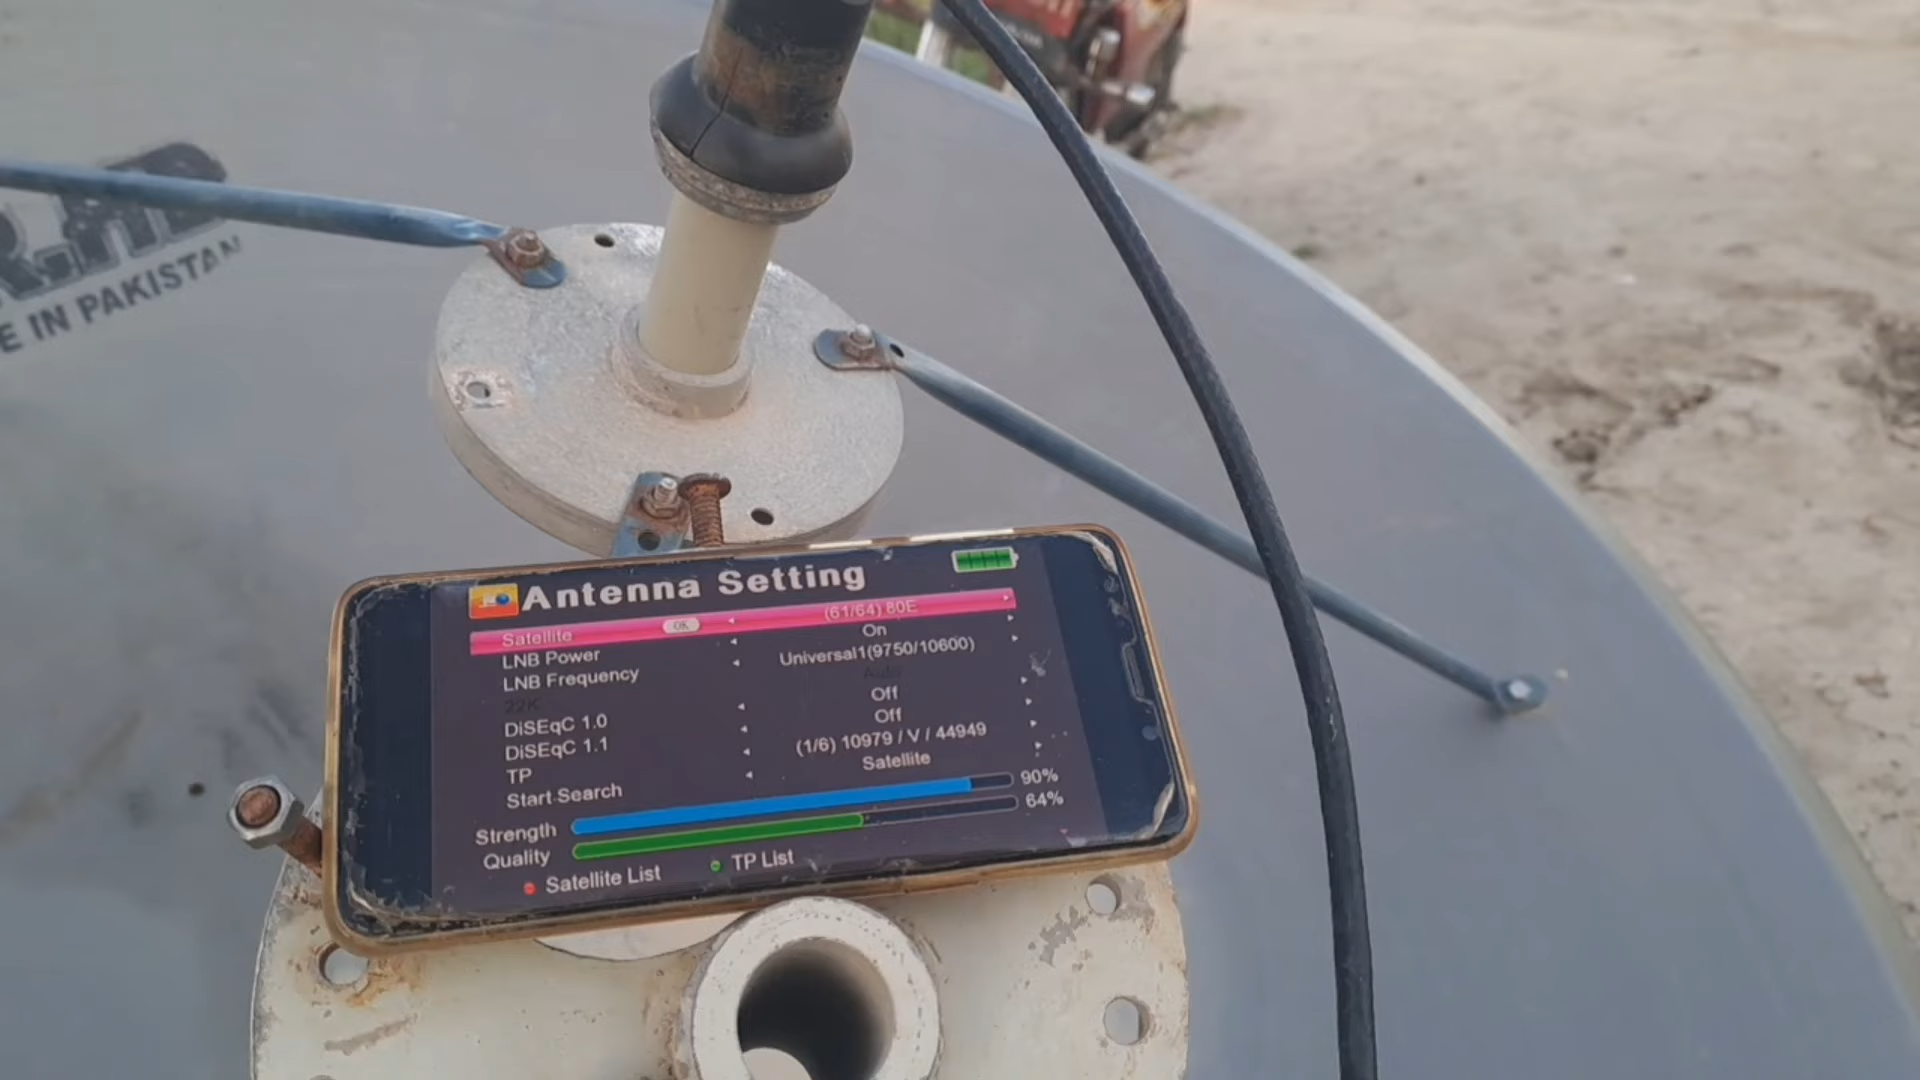 E IN PAKISTAN
Antenna Setting
Satellite OK (61/64) 80E
LNB Power On
LNB Frequency Universal1(9750/10600)
22K Auto
DiSEqC 1.0 Off
DiSEqC 1.1 Off
TP (1/6) 10979 / V / 44949
Start Search Satellite
Strength 90%
Quality 64%
Satellite List TP List